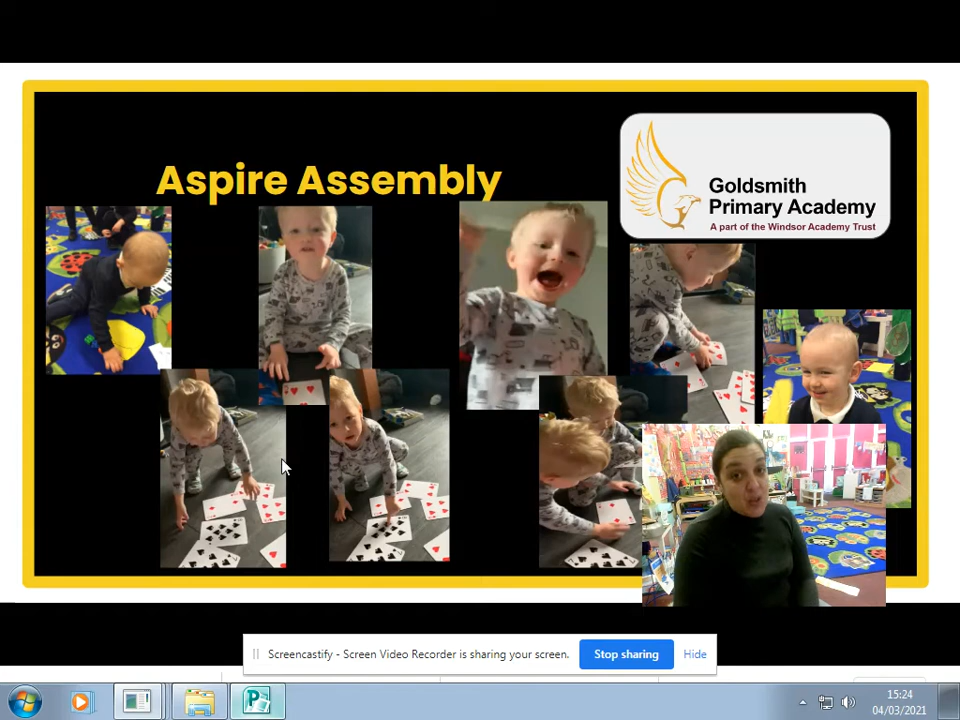 Aspire Assembly
Goldsmith
Primary Academy
A part of the Windsor Academy Trust
Screencastify - Screen Video Recorder is sharing your screen.
Stop sharing
Hide
15:24
04/03/2021